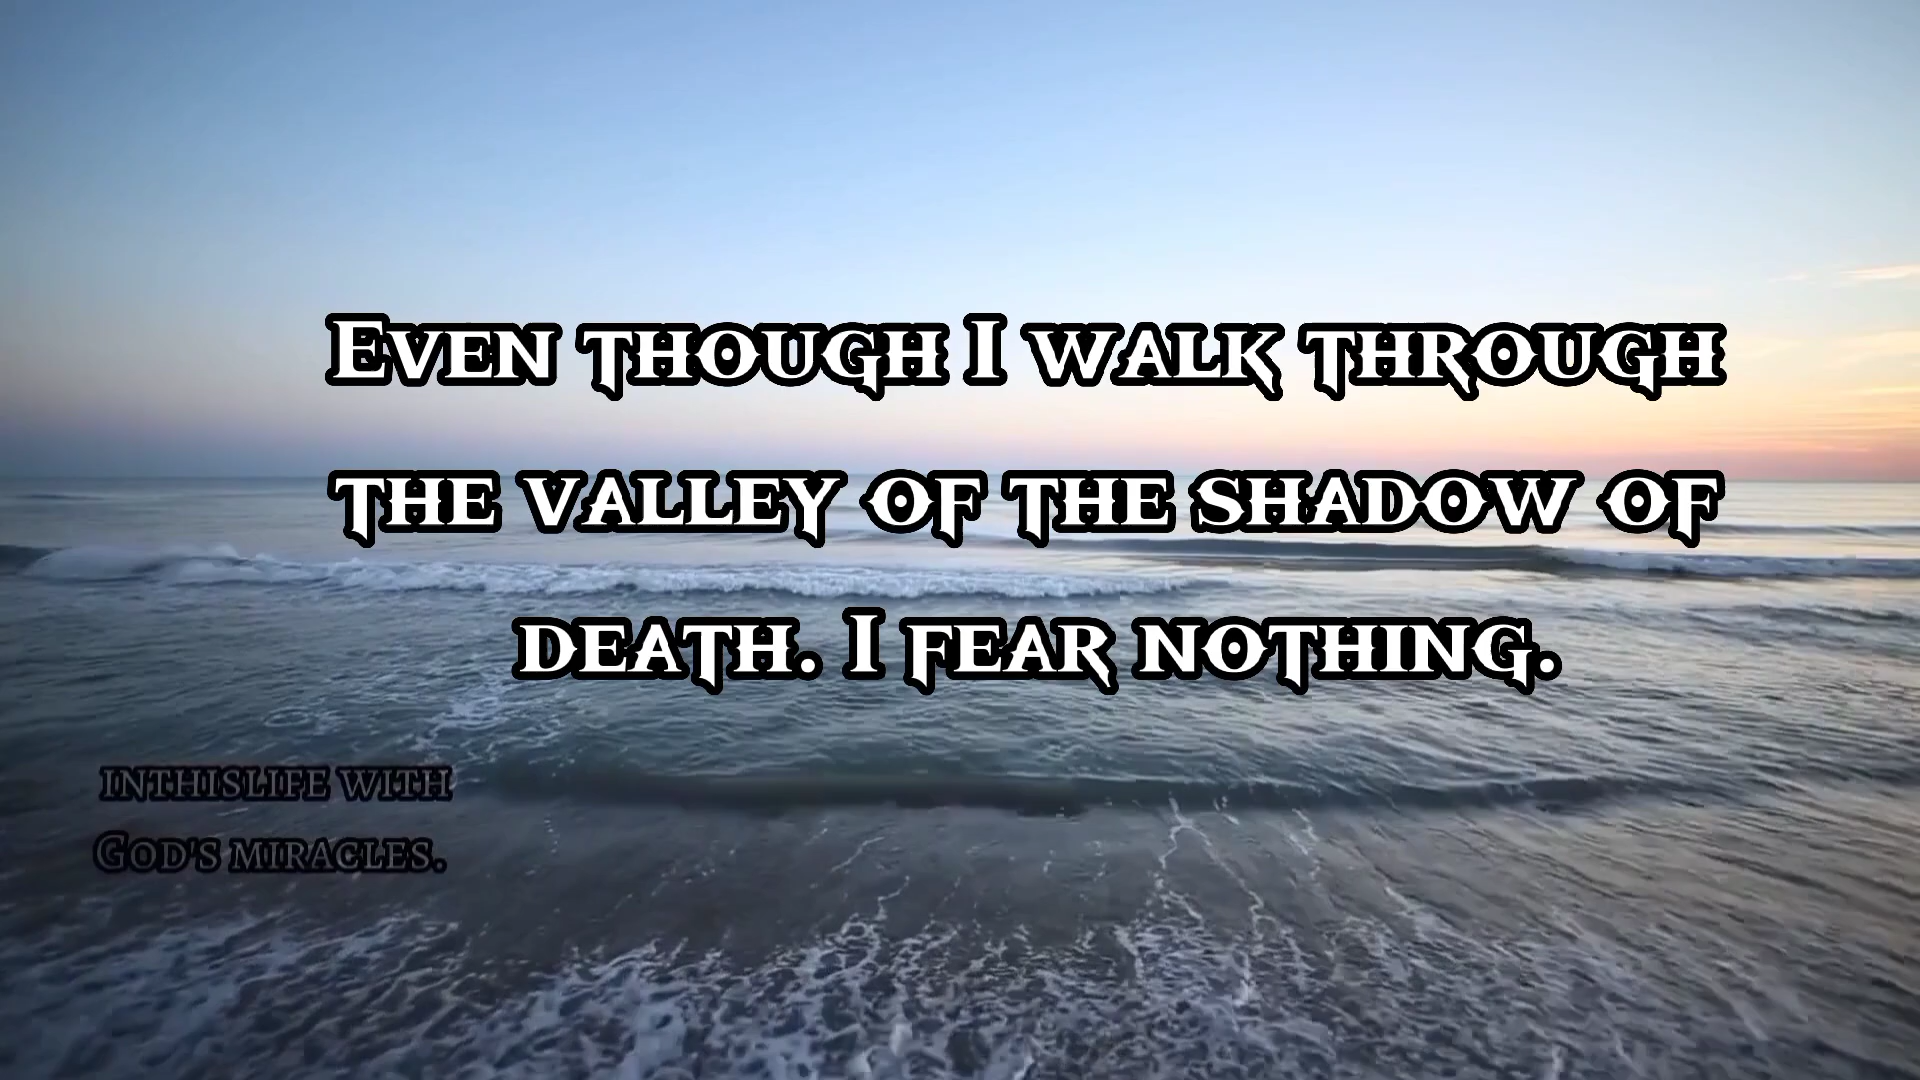 Even though I walk through
the valley of the shadow of
death. I fear nothing.
inthislife with
God's miracles.